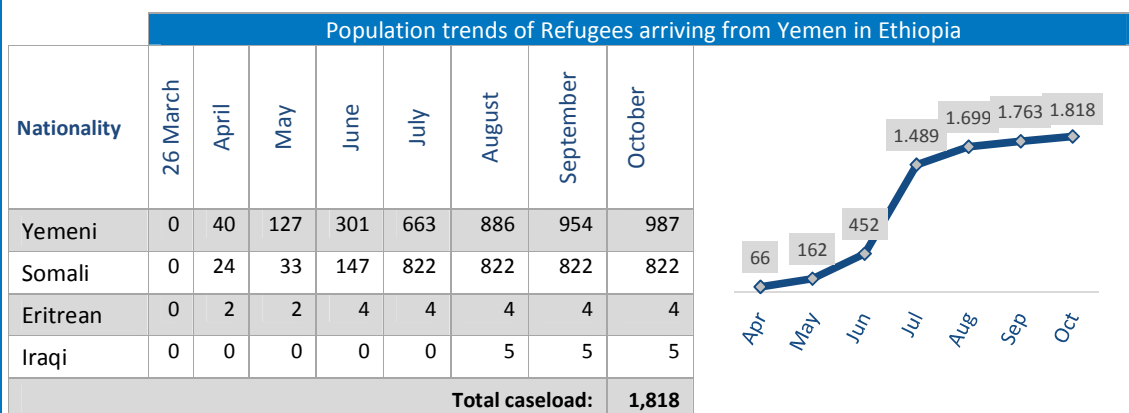 Population trends of Refugees arriving from Yemen in Ethiopia
Nationality 26 March April May June July August September October
Yemeni 0 40 127 301 663 886 954 987
Somali 0 24 33 147 822 822 822 822
Eritrean 0 2 2 4 4 4 4 4
Iraqi 0 0 0 0 0 5 5 5
Total caseload: 1,818
66 162 452 1.489 1.699 1.763 1.818
Apr May Jun Jul Aug Sep Oct